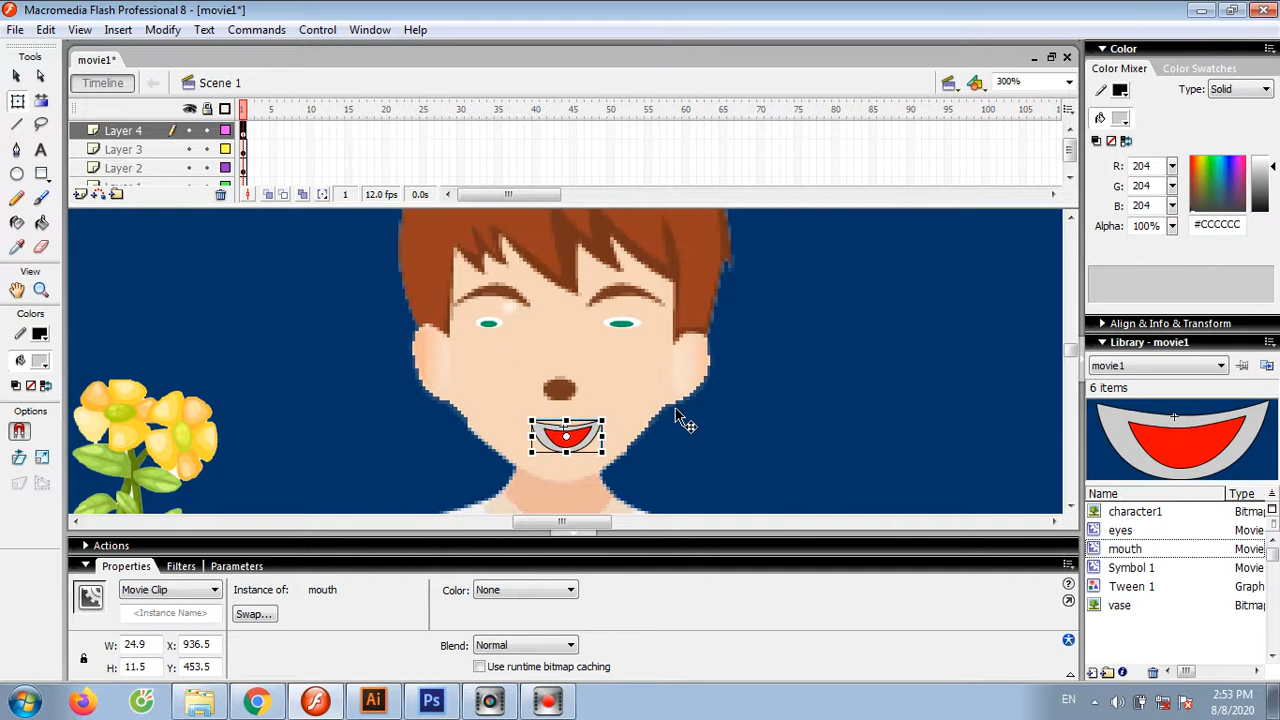 Macromedia Flash Professional 8 - [movie1*]
File Edit View Insert Modify Text Commands Control Window Help
Tools
View
Colors
Options
movie1*
Timeline
Scene 1
300%
1 5 10 15 20 25 30 35 40 45 50 55 60 65 70 75 80 85 90 95 100 105
Layer 4
Layer 3
Layer 2
1 12.0 fps 0.0s
Color
Color Mixer Color Swatches
Type: Solid
R: 204
G: 204
B: 204
Alpha: 100% #CCCCCC
Align & Info & Transform
Library - movie1
movie1
6 items
Name Type
character1 Bitmap
eyes Movie
mouth Movie
Symbol 1 Movie
Tween 1 Graph
vase Bitmap
Actions
Properties Filters Parameters
Movie Clip
<Instance Name>
Instance of: mouth
Swap...
Color: None
Blend: Normal
Use runtime bitmap caching
W: 24.9 X: 936.5
H: 11.5 Y: 453.5
Ai
Ps
EN
2:53 PM
8/8/2020